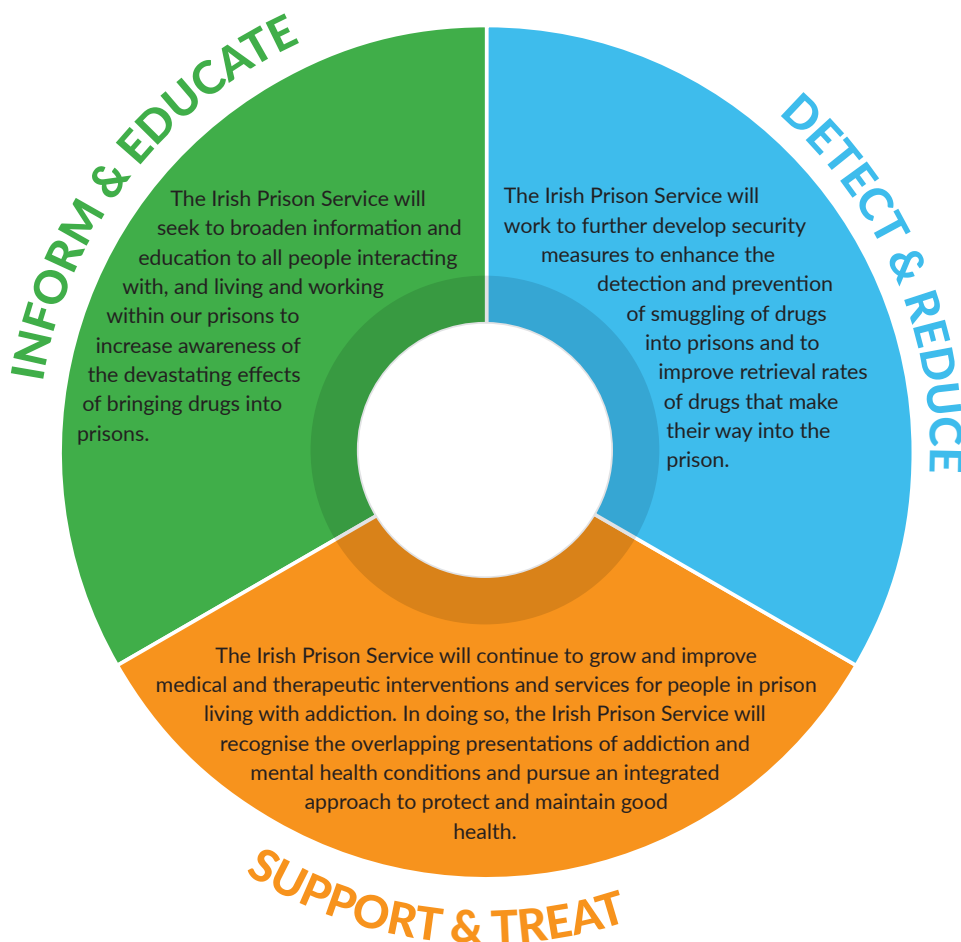 INFORM & EDUCATE
The Irish Prison Service will
seek to broaden information and
education to all people interacting
with, and living and working
within our prisons to
increase awareness of
the devastating effects
of bringing drugs into
prisons.
DETECT & REDUCE
The Irish Prison Service will
work to further develop security
measures to enhance the
detection and prevention
of smuggling of drugs
into prisons and to
improve retrieval rates
of drugs that make
their way into the
prison.
The Irish Prison Service will continue to grow and improve
medical and therapeutic interventions and services for people in prison
living with addiction. In doing so, the Irish Prison Service will
recognise the overlapping presentations of addiction and
mental health conditions and pursue an integrated
approach to protect and maintain good
health.
SUPPORT & TREAT